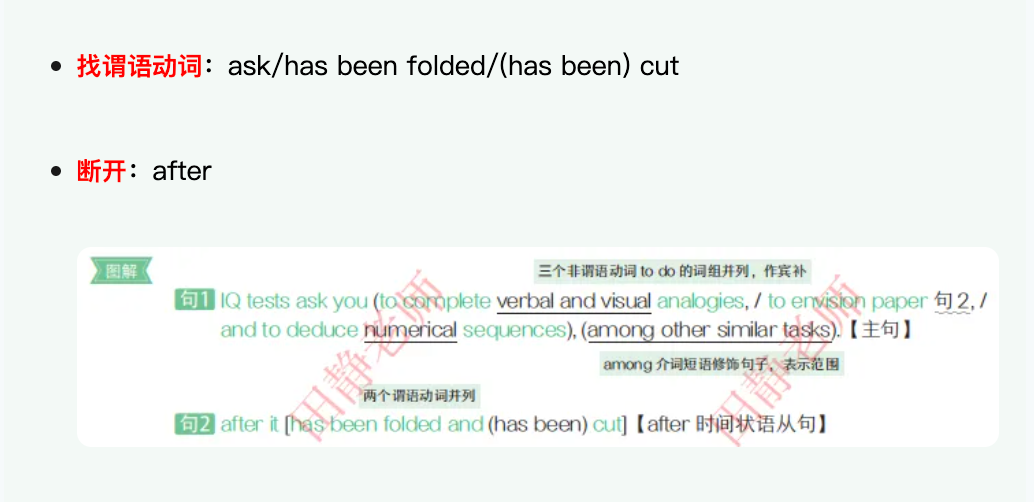 找谓语动词：ask/has been folded/(has been) cut
断开：after
图解
三个非谓语动词 to do 的词组并列，作宾补
句1 IQ tests ask you (to complete verbal and visual analogies, / to envision paper 句2, /
and to deduce numerical sequences), (among other similar tasks).【主句】
among 介词短语修饰句子，表示范围
两个谓语动词并列
句2 after it [has been folded and (has been) cut]【after 时间状语从句】
田静老师
田静老师